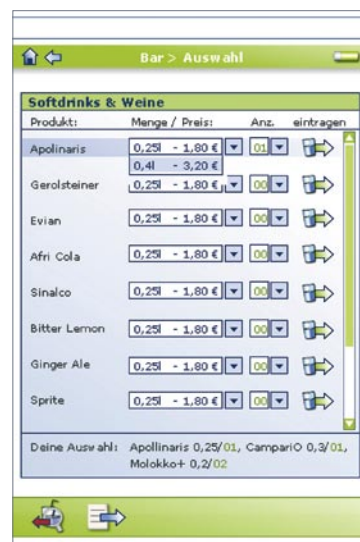 Bar > Auswahl
Softdrinks & Weine
Produkt: Menge / Preis: Anz. eintragen
Apolinaris 0,25l - 1,80 € 01
0,4l - 3,20 €
Gerolsteiner 0,25l - 1,80 € 00
Evian 0,25l - 1,80 € 00
Afri Cola 0,25l - 1,80 € 00
Sinalco 0,25l - 1,80 € 00
Bitter Lemon 0,25l - 1,80 € 00
Ginger Ale 0,25l - 1,80 € 00
Sprite 0,25l - 1,80 € 00
Deine Auswahl: Apollinaris 0,25/01, CampariO 0,3/01,
Molokko+ 0,2/02